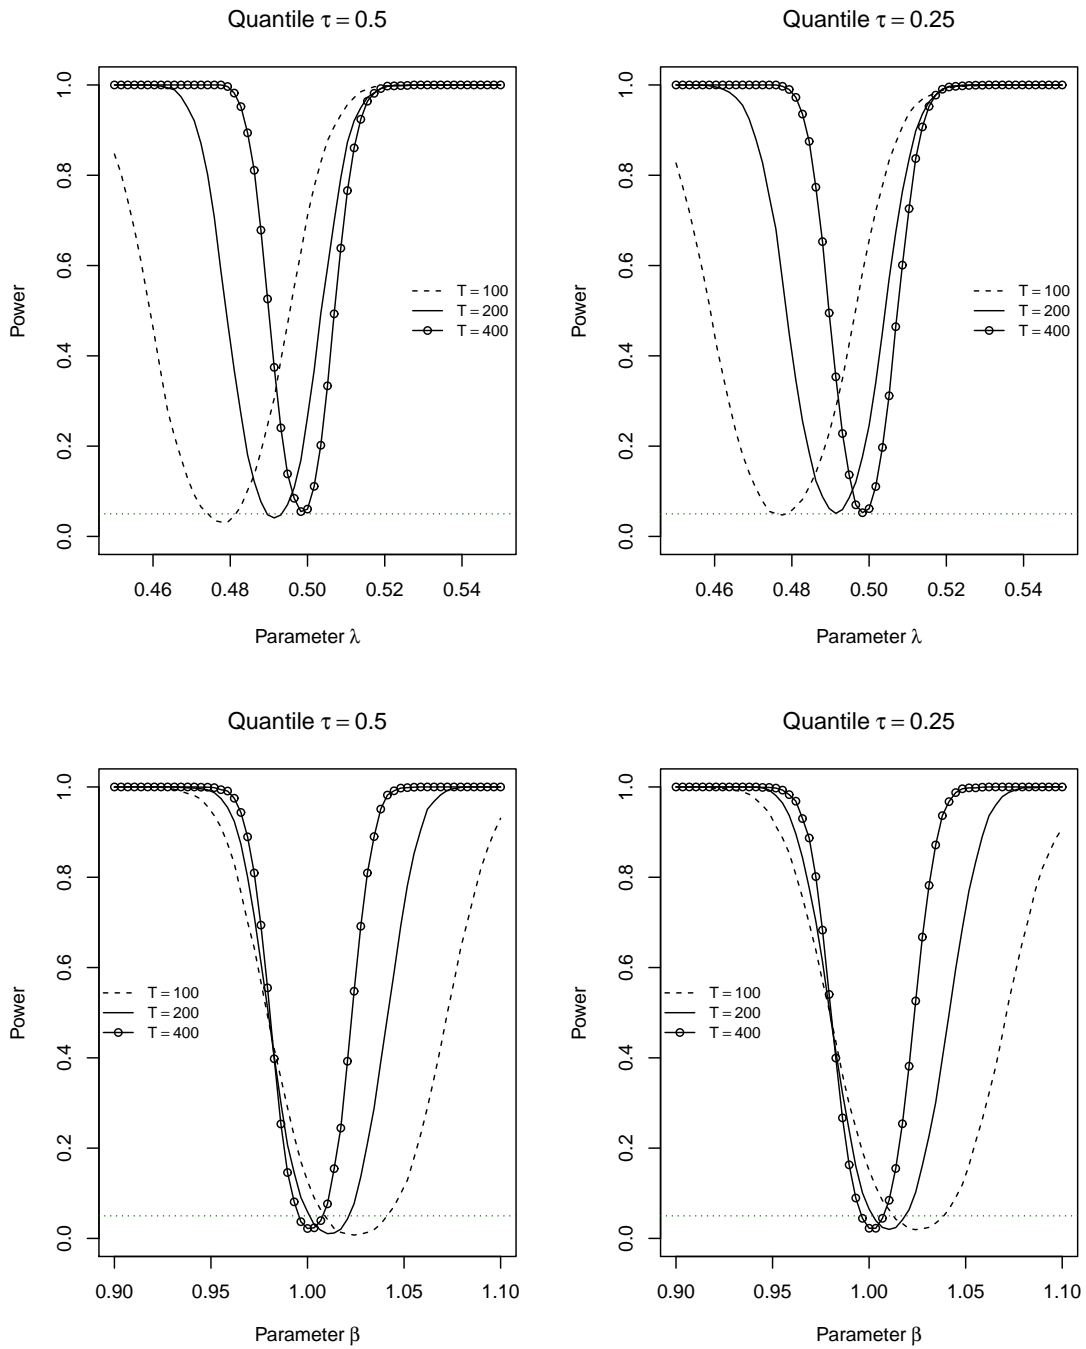 Quantile τ = 0.5
Power
1.0
0.8
0.6
0.4
0.2
0.0
T = 100
T = 200
T = 400
0.46 0.48 0.50 0.52 0.54
Parameter λ
Quantile τ = 0.25
Power
1.0
0.8
0.6
0.4
0.2
0.0
T = 100
T = 200
T = 400
0.46 0.48 0.50 0.52 0.54
Parameter λ
Quantile τ = 0.5
Power
1.0
0.8
0.6
0.4
0.2
0.0
T = 100
T = 200
T = 400
0.90 0.95 1.00 1.05 1.10
Parameter β
Quantile τ = 0.25
Power
1.0
0.8
0.6
0.4
0.2
0.0
T = 100
T = 200
T = 400
0.90 0.95 1.00 1.05 1.10
Parameter β